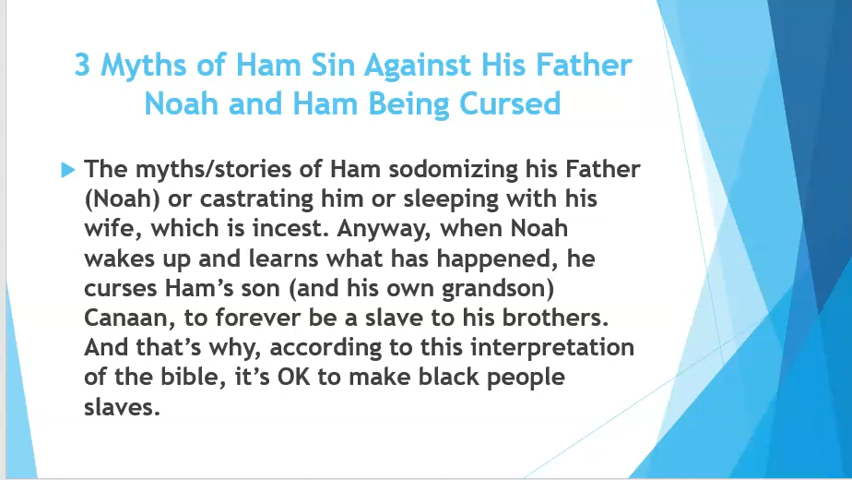 3 Myths of Ham Sin Against His Father
Noah and Ham Being Cursed
The myths/stories of Ham sodomizing his Father
(Noah) or castrating him or sleeping with his
wife, which is incest. Anyway, when Noah
wakes up and learns what has happened, he
curses Ham’s son (and his own grandson)
Canaan, to forever be a slave to his brothers.
And that’s why, according to this interpretation
of the bible, it’s OK to make black people
slaves.